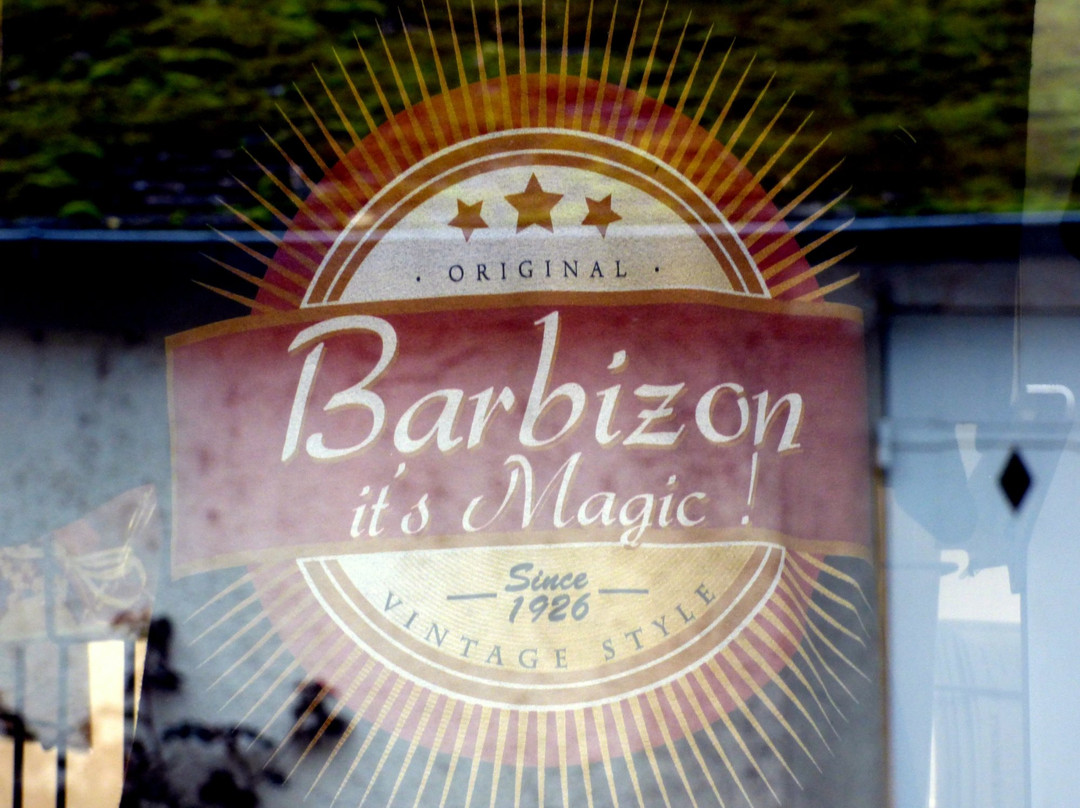 · ORIGINAL ·
Barbizon
it's Magic !
Since
1926
VINTAGE STYLE